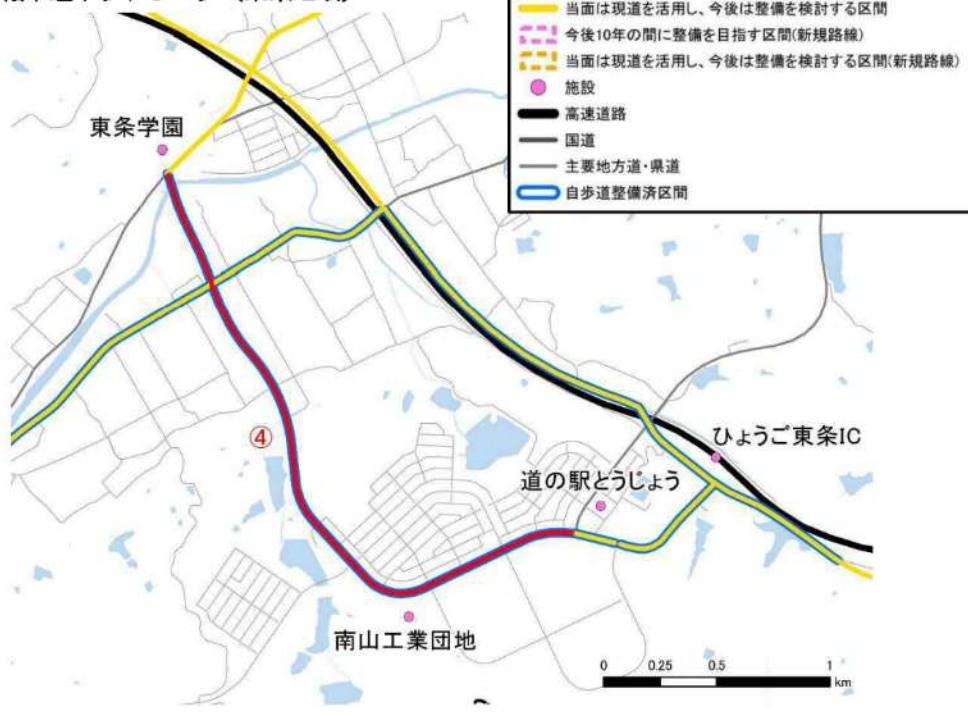 当面は現道を活用し、今後は整備を検討する区間
今後10年の間に整備を目指す区間(新規路線)
当面は現道を活用し、今後は整備を検討する区間(新規路線)
施設
高速道路
国道
主要地方道・県道
自歩道整備済区間
東条学園
ひょうご東条IC
④
道の駅とうじょう
南山工業団地
0 0.25 0.5 1
km